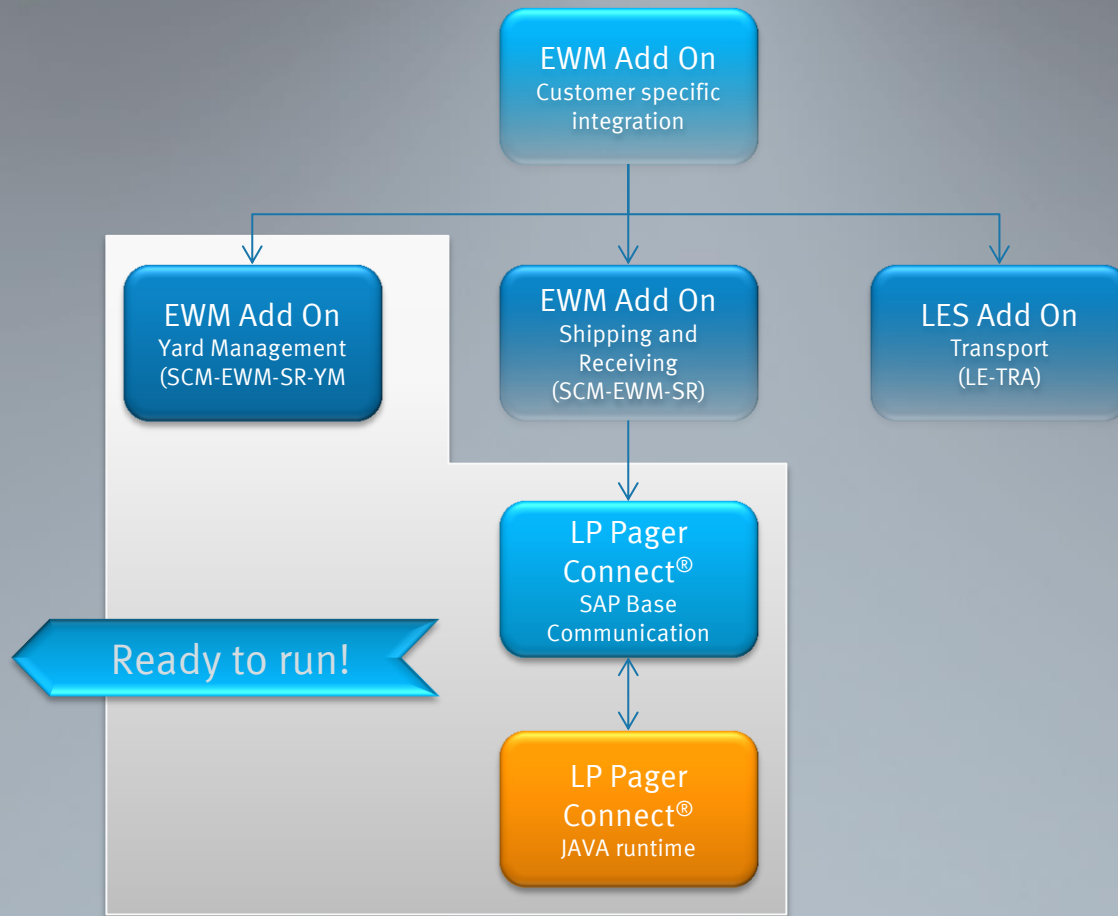 EWM Add On
Customer specific
integration
EWM Add On
Yard Management
(SCM-EWM-SR-YM
EWM Add On
Shipping and
Receiving
(SCM-EWM-SR)
LES Add On
Transport
(LE-TRA)
LP Pager
Connect®
SAP Base
Communication
Ready to run!
LP Pager
Connect®
JAVA runtime